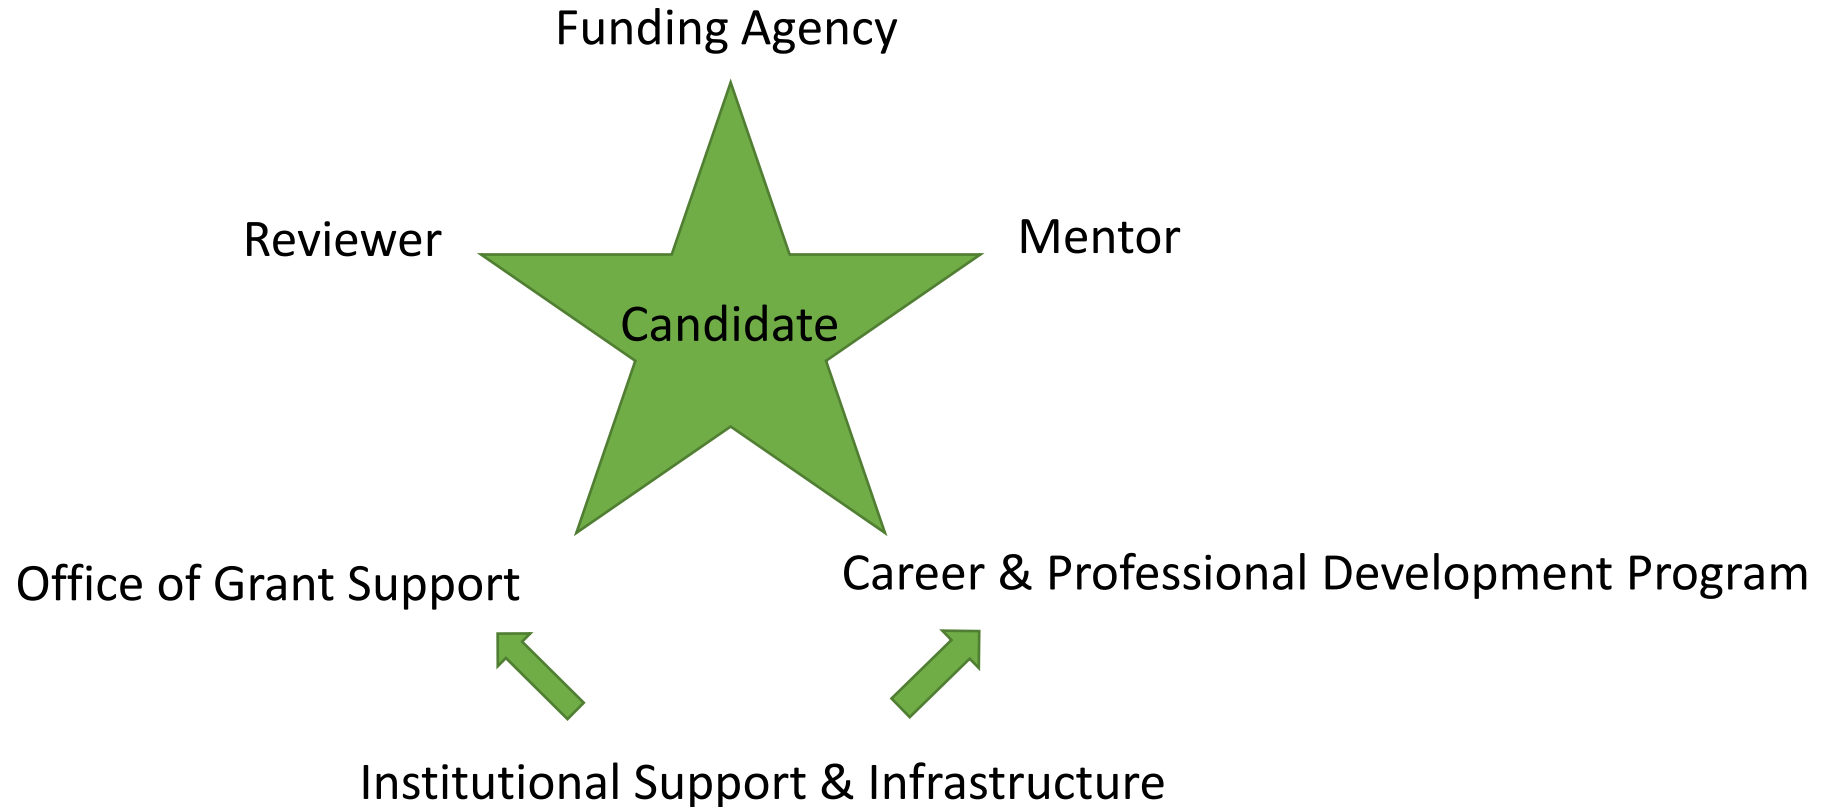 Funding Agency
Reviewer
Mentor
Candidate
Office of Grant Support
Career & Professional Development Program
Institutional Support & Infrastructure